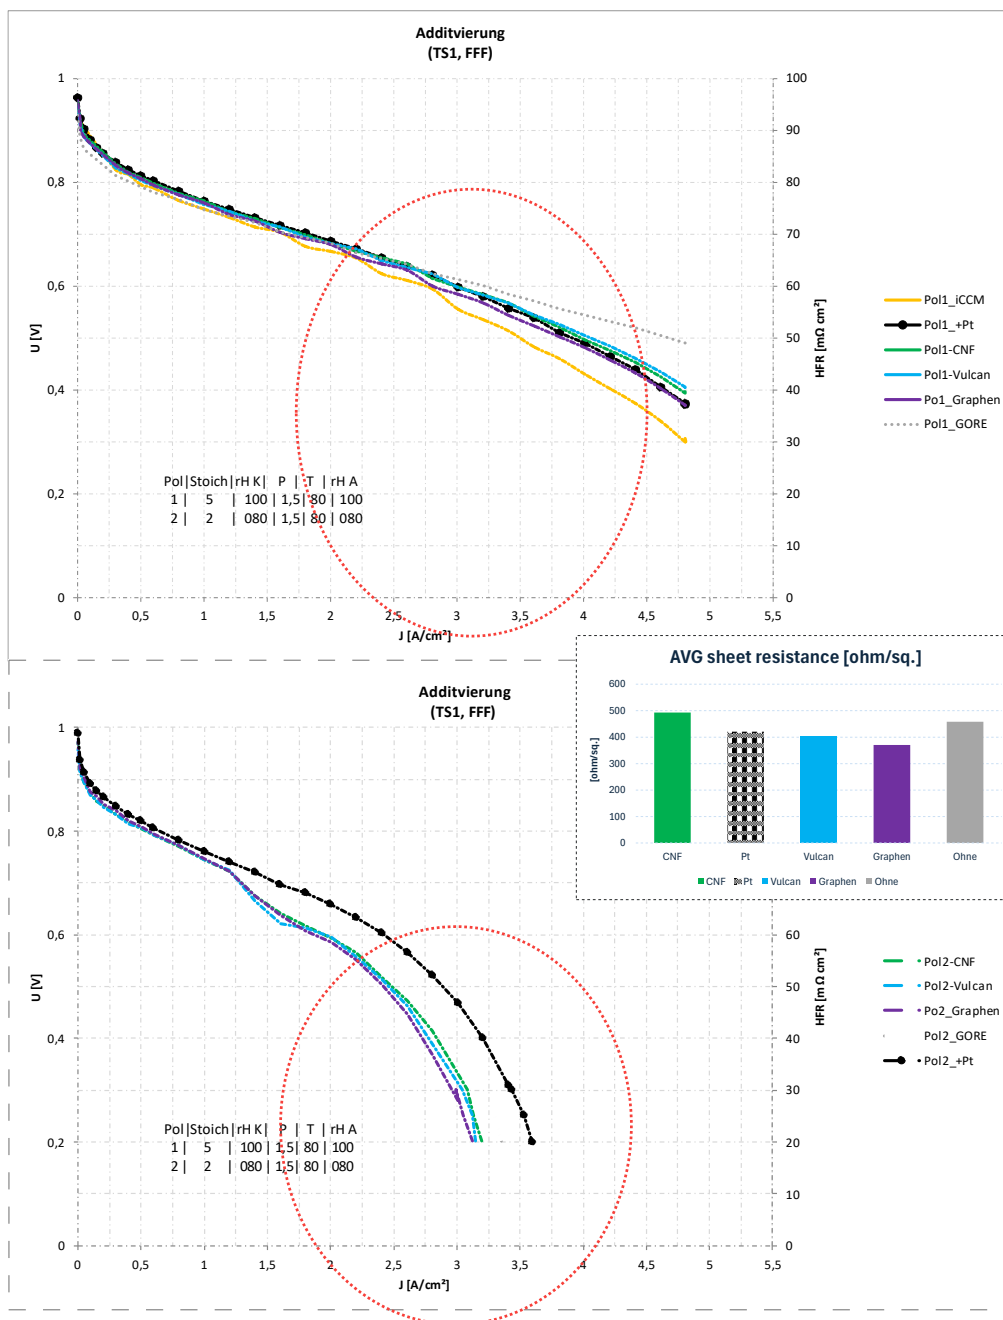 Additvierung
(TS1, FFF)
1
0,8
0,6
0,4
0,2
0
U [V]
100
90
80
70
60
50
40
30
20
10
0
HFR [mΩ cm²]
0 0,5 1 1,5 2 2,5 3 3,5 4 4,5 5 5,5
J [A/cm²]
Pol1_iCCM
Pol1_+Pt
Pol1-CNF
Pol1-Vulcan
Po1_Graphen
Pol1_GORE
Pol|Stoich|rH K| P | T | rH A
1 | 5 | 100 | 1,5| 80 | 100
2 | 2 | 080 | 1,5| 80 | 080
AVG sheet resistance [ohm/sq.]
600
500
400
300
200
100
0
[ohm/sq.]
CNF Pt Vulcan Graphen Ohne
CNF Pt Vulcan Graphen Ohne
Additvierung
(TS1, FFF)
1
0,8
0,6
0,4
0,2
0
U [V]
60
50
40
30
20
10
0
HFR [mΩ cm²]
0 0,5 1 1,5 2 2,5 3 3,5 4 4,5 5 5,5
J [A/cm²]
Pol2-CNF
Pol2-Vulcan
Po2_Graphen
Pol2_GORE
Pol2_+Pt
Pol|Stoich|rH K| P | T | rH A
1 | 5 | 100 | 1,5| 80 | 100
2 | 2 | 080 | 1,5| 80 | 080